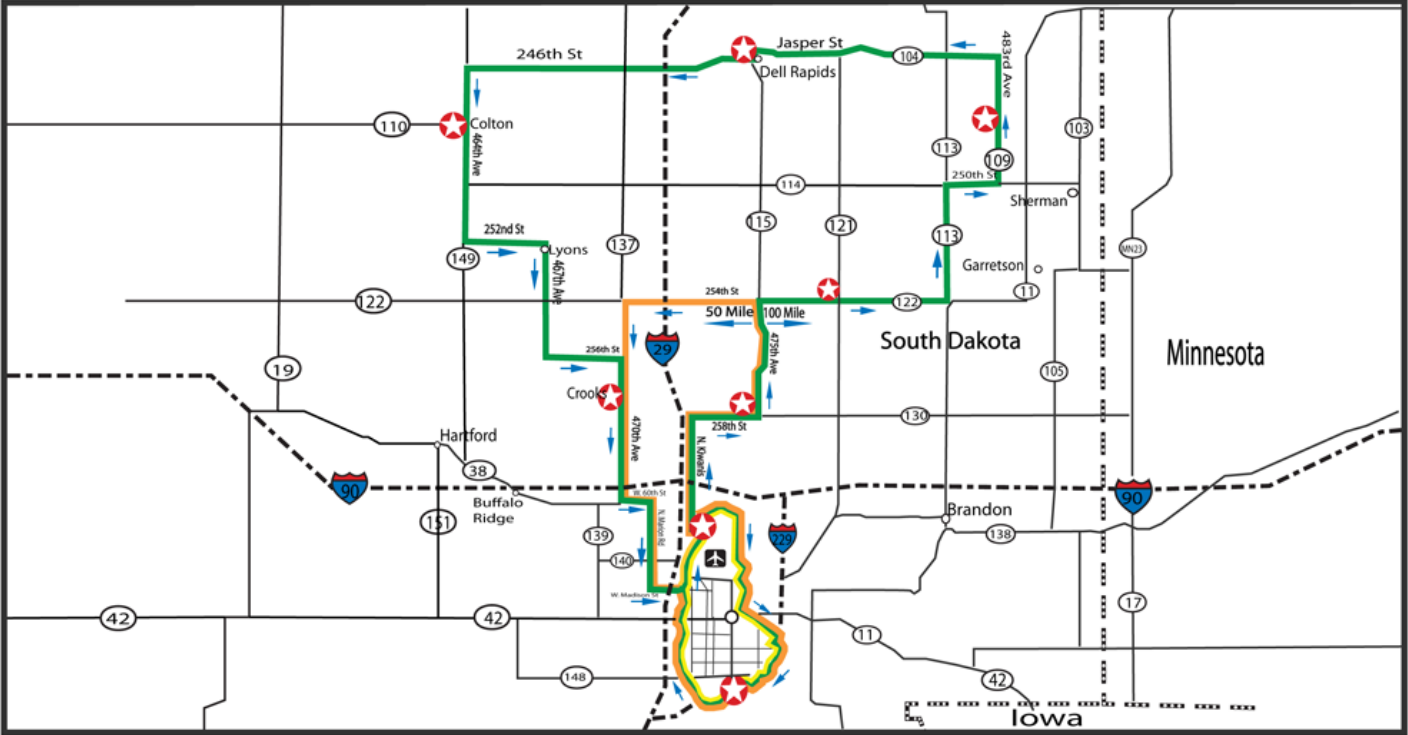 246th St
Jasper St
104
483rd Ave
Dell Rapids
110
Colton
464th Ave
113
109
103
250th St
114
Sherman
115
121
137
252nd St
149
Lyons
467th Ave
113
MN23
Garretson
11
122
254th St
50 Mile
100 Mile
122
29
475th Ave
South Dakota
Minnesota
256th St
19
105
Crooks
470th Ave
258th St
130
N. Kiwanis
Hartford
38
90
W. 60th St
90
Buffalo
Ridge
151
N. Marion Rd
Brandon
139
229
138
140
W. Madison St
42
42
17
11
148
42
Iowa